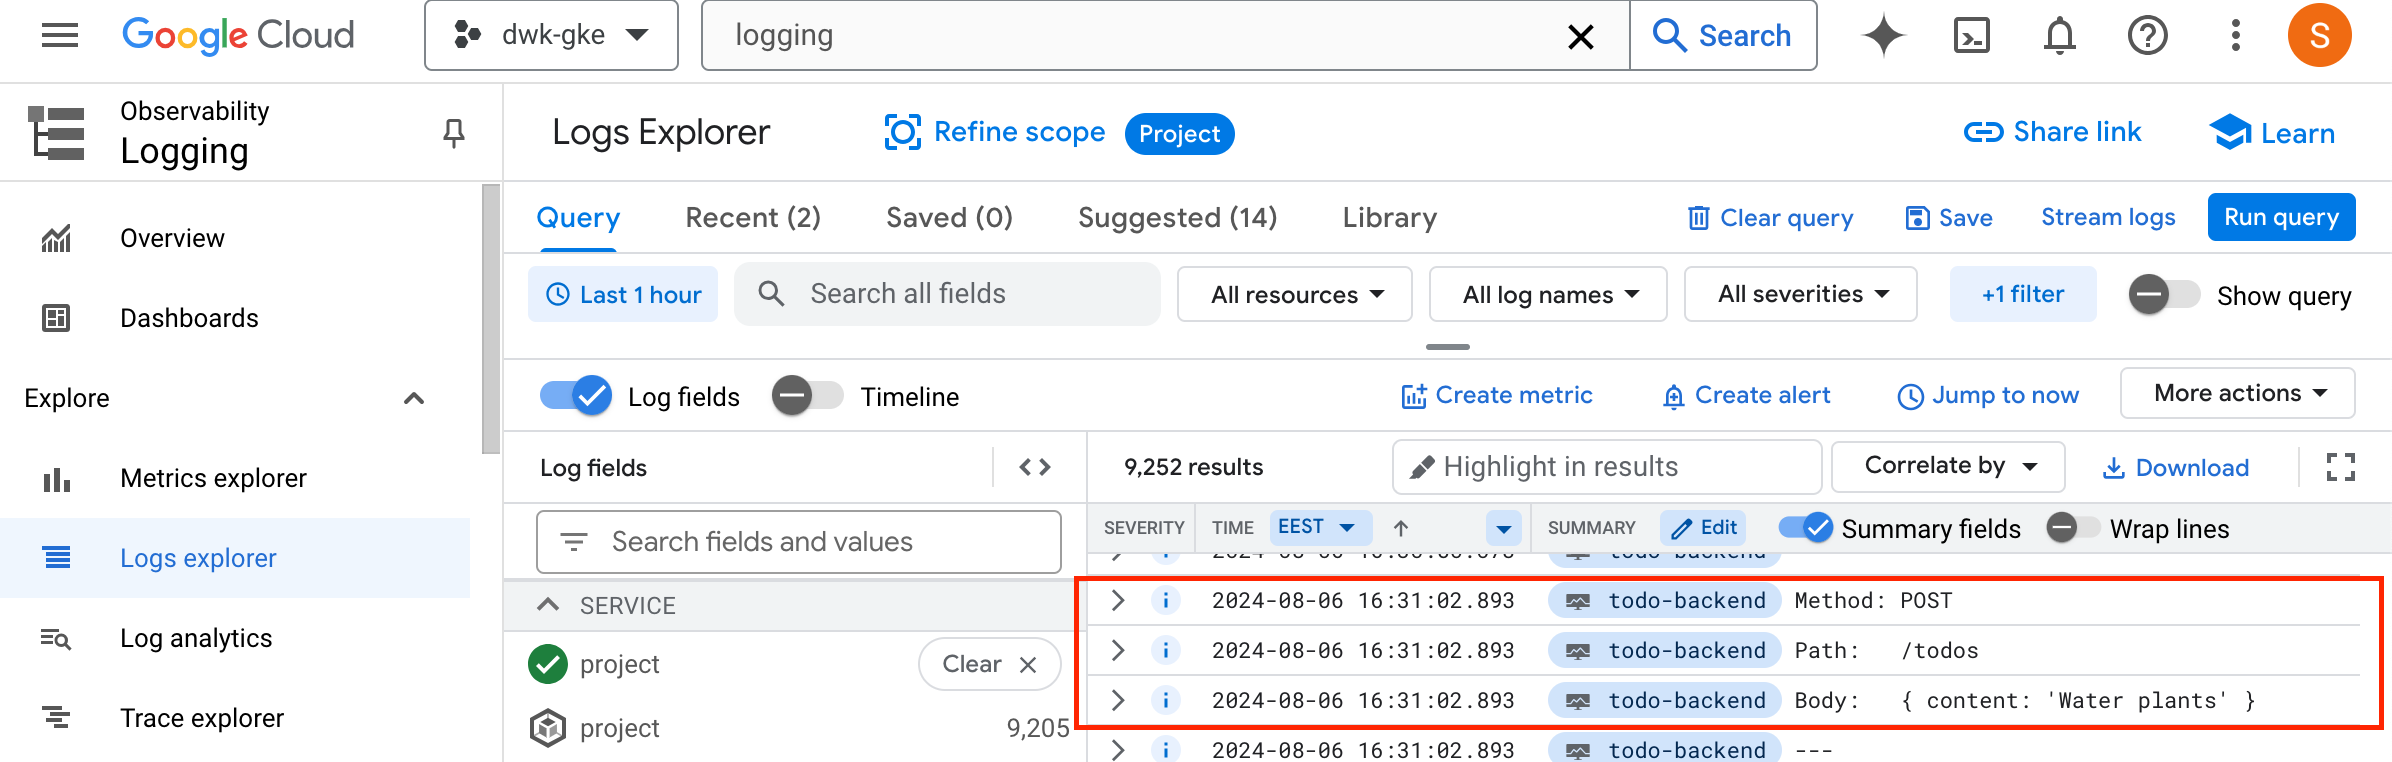 Google Cloud dwk-gke logging Search S
Observability
Logging
Logs Explorer Refine scope Project Share link Learn
Query Recent (2) Saved (0) Suggested (14) Library Clear query Save Stream logs Run query
Overview
Last 1 hour Search all fields All resources All log names All severities +1 filter Show query
Dashboards
Explore
Log fields Timeline Create metric Create alert Jump to now More actions
Metrics explorer
Log fields 9,252 results Highlight in results Correlate by Download
SEVERITY TIME EEST SUMMARY Edit Summary fields Wrap lines
Search fields and values
todo-backend
Logs explorer
SERVICE
2024-08-06 16:31:02.893 todo-backend Method: POST
Log analytics
2024-08-06 16:31:02.893 todo-backend Path: /todos
project Clear
2024-08-06 16:31:02.893 todo-backend Body: { content: 'Water plants' }
Trace explorer
project 9,205
2024-08-06 16:31:02.893 todo-backend ---